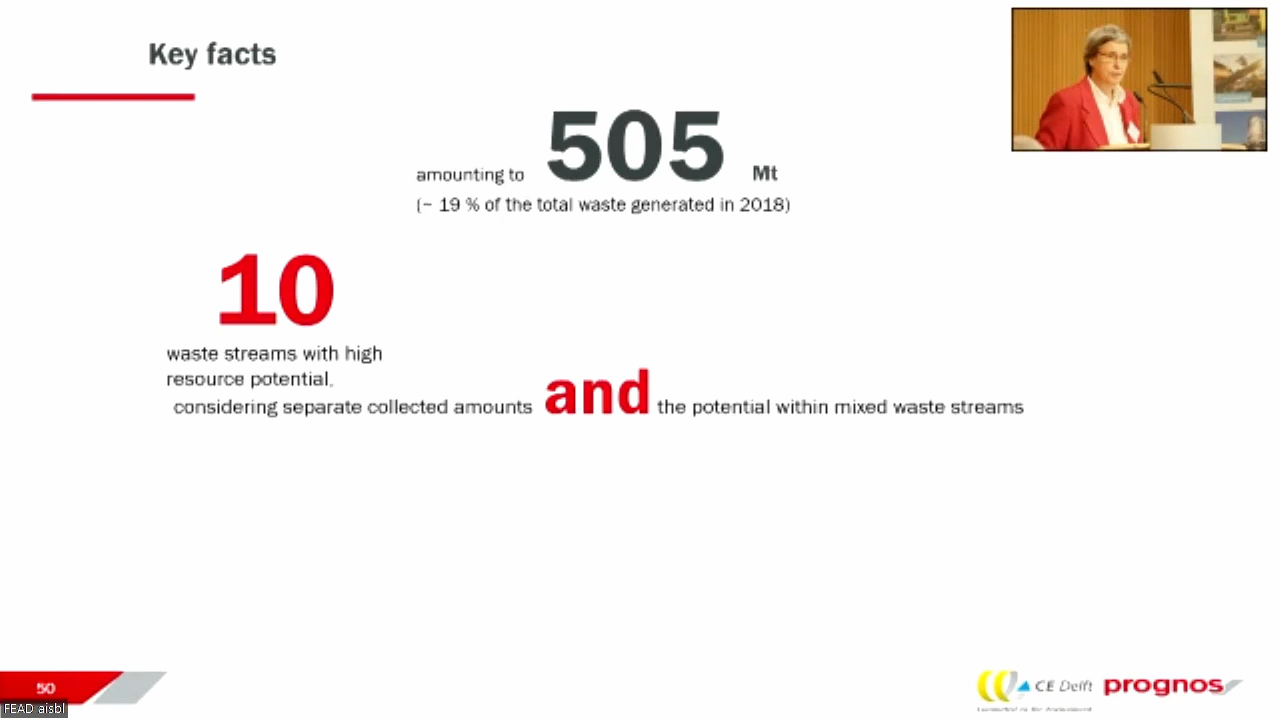 Key facts
amounting to 505 Mt
(~ 19 % of the total waste generated in 2018)
10
waste streams with high
resource potential,
considering separate collected amounts and the potential within mixed waste streams
50
CE Delft prognos
FEAD aisbl